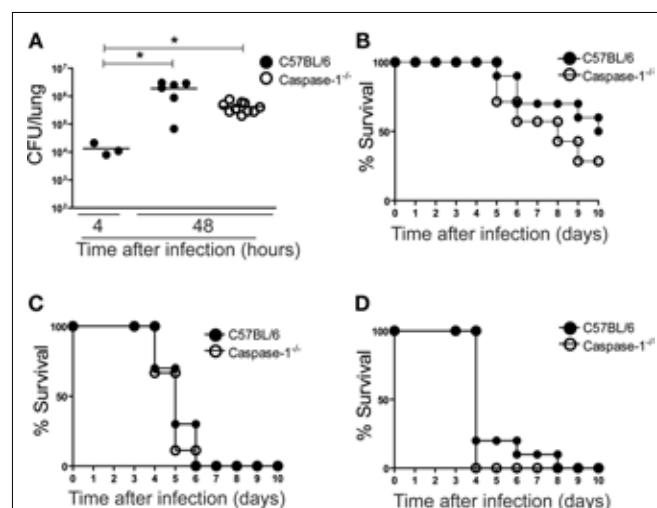 A
*
*
C57BL/6
Caspase-1-/-
CFU/lung
10⁷
10⁶
10⁵
10⁴
10³
4
48
Time after infection (hours)
B
C57BL/6
Caspase-1-/-
% Survival
100
50
0
0 1 2 3 4 5 6 7 8 9 10
Time after infection (days)
C
C57BL/6
Caspase-1-/-
% Survival
100
50
0
0 1 2 3 4 5 6 7 8 9 10
Time after infection (days)
D
C57BL/6
Caspase-1-/-
% Survival
100
50
0
0 1 2 3 4 5 6 7 8 9 10
Time after infection (days)